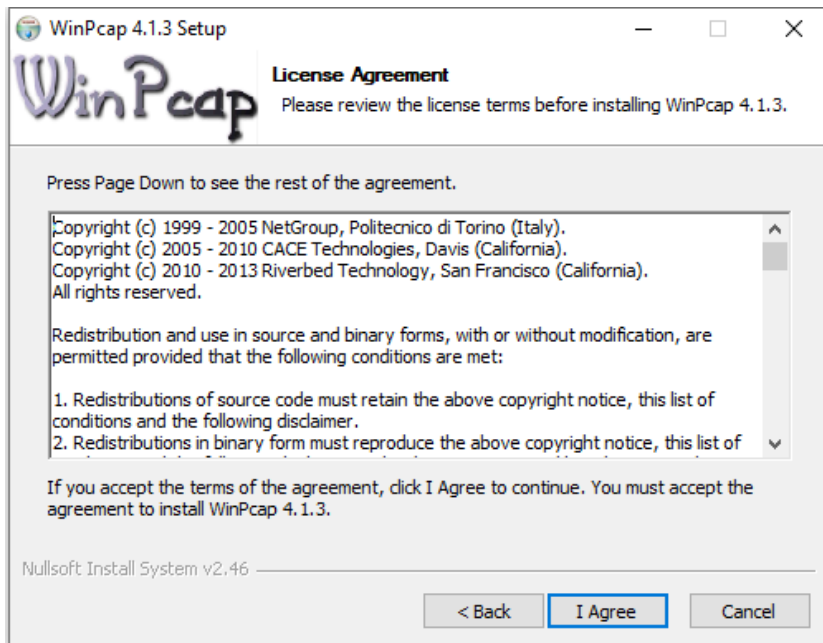 WinPcap 4.1.3 Setup
WinPcap
License Agreement
Please review the license terms before installing WinPcap 4.1.3.
Press Page Down to see the rest of the agreement.
Copyright (c) 1999 - 2005 NetGroup, Politecnico di Torino (Italy).
Copyright (c) 2005 - 2010 CACE Technologies, Davis (California).
Copyright (c) 2010 - 2013 Riverbed Technology, San Francisco (California).
All rights reserved.
Redistribution and use in source and binary forms, with or without modification, are
permitted provided that the following conditions are met:
1. Redistributions of source code must retain the above copyright notice, this list of
conditions and the following disclaimer.
2. Redistributions in binary form must reproduce the above copyright notice, this list of
If you accept the terms of the agreement, click I Agree to continue. You must accept the
agreement to install WinPcap 4.1.3.
Nullsoft Install System v2.46
< Back
I Agree
Cancel